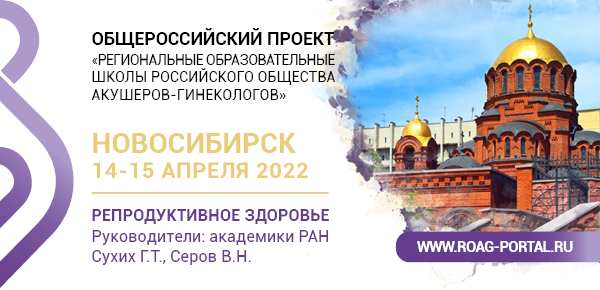 ОБЩЕРОССИЙСКИЙ ПРОЕКТ
«РЕГИОНАЛЬНЫЕ ОБРАЗОВАТЕЛЬНЫЕ
ШКОЛЫ РОССИЙСКОГО ОБЩЕСТВА
АКУШЕРОВ-ГИНЕКОЛОГОВ»
НОВОСИБИРСК
14-15 АПРЕЛЯ 2022
РЕПРОДУКТИВНОЕ ЗДОРОВЬЕ
Руководители: академики РАН
Сухих Г.Т., Серов В.Н.
WWW.ROAG-PORTAL.RU